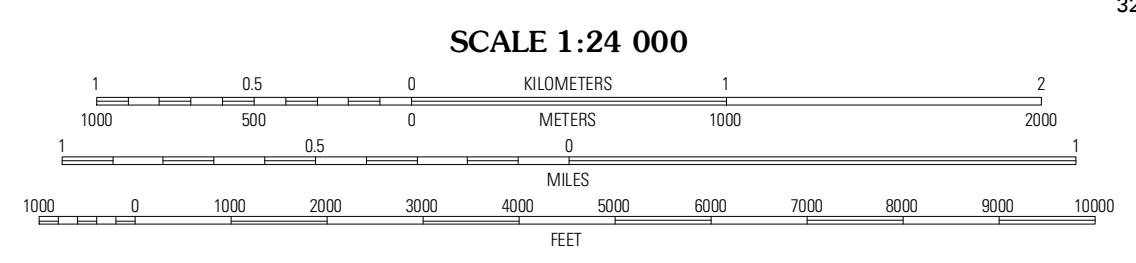 32
SCALE 1:24 000
1 0.5 0 KILOMETERS 1 2
1000 500 0 METERS 1000 2000
1 0.5 0 1
MILES
1000 0 1000 2000 3000 4000 5000 6000 7000 8000 9000 10000
FEET